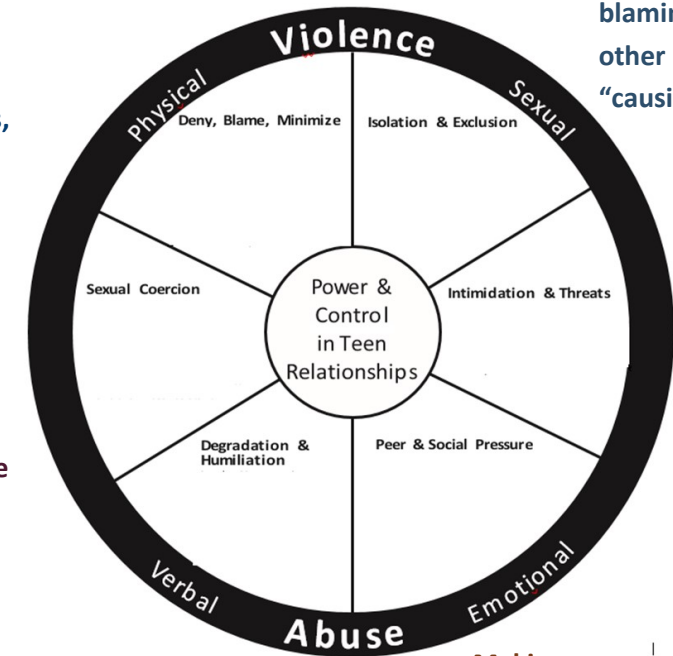 blamin
other
“causi
Violence
Physical
Sexual
Deny, Blame, Minimize
Isolation & Exclusion
Sexual Coercion
Power &
Control
in Teen
Relationships
Intimidation & Threats
Degradation &
Humiliation
Peer & Social Pressure
e
Verbal
Emotional
Abuse